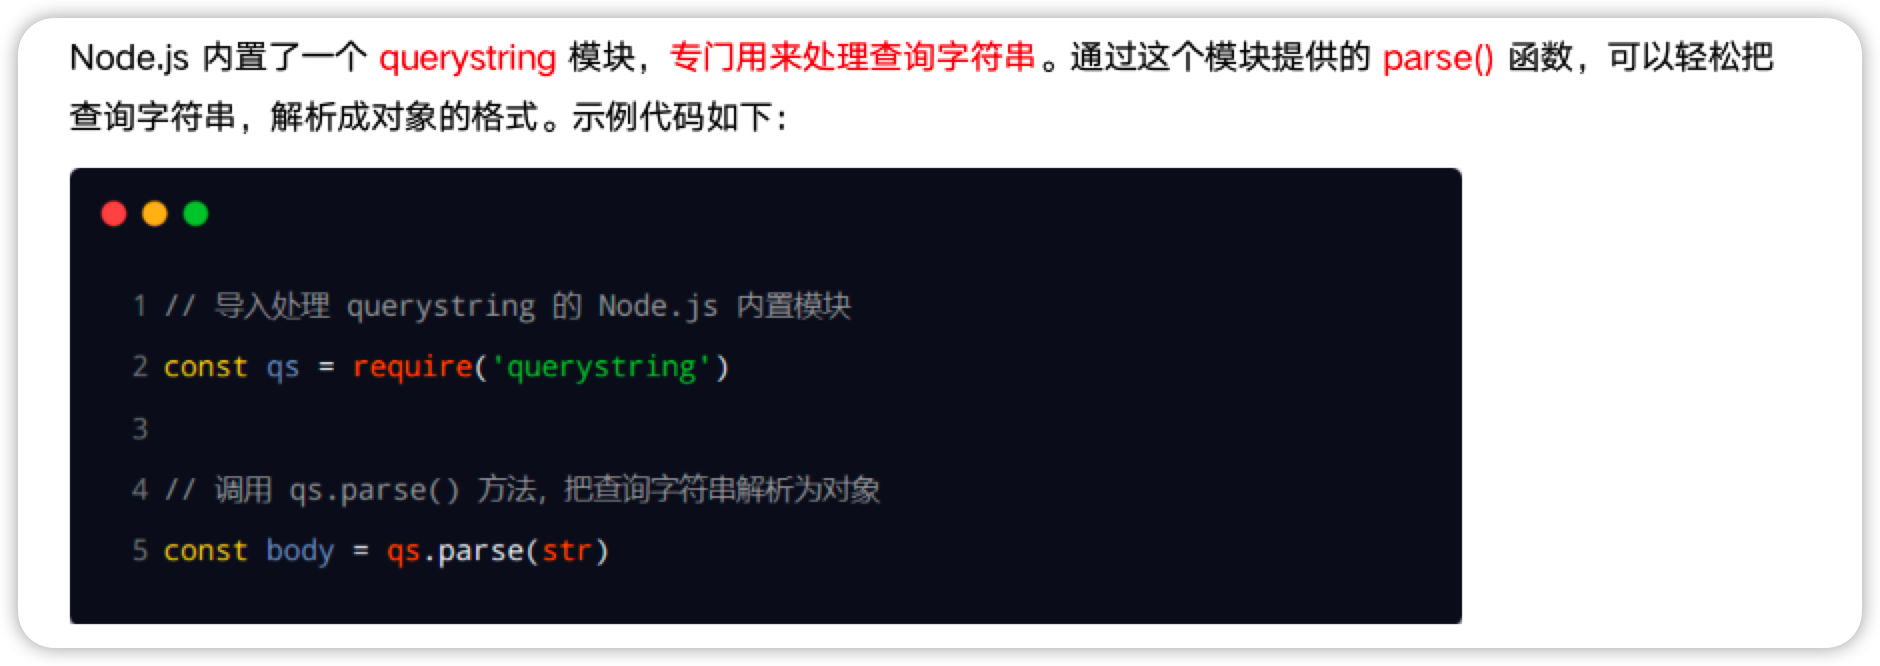 Node.js 内置了一个 querystring 模块，专门用来处理查询字符串。通过这个模块提供的 parse() 函数，可以轻松把
查询字符串，解析成对象的格式。示例代码如下：
1 // 导入处理 querystring 的 Node.js 内置模块
2 const qs = require('querystring')
3
4 // 调用 qs.parse() 方法，把查询字符串解析为对象
5 const body = qs.parse(str)